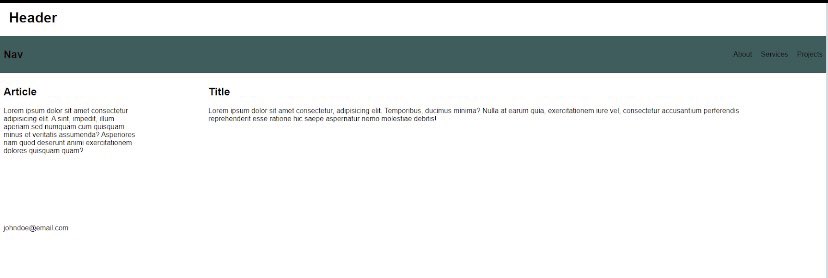 Header
Nav
About Services Projects
Article
Lorem ipsum dolor sit amet consectetur
adipisicing elit. A sint, impedit, illum
aperiam sed numquam cum quisquam
minus et veritatis assumenda? Asperiores
nam quod deserunt animi exercitationem
dolores quisquam quam?
Title
Lorem ipsum dolor sit amet consectetur, adipisicing elit. Temporibus, ducimus minima? Nulla at earum quia, exercitationem iure vel, consectetur accusantium perferendis
reprehenderit esse ratione hic saepe aspernatur nemo molestiae debitis!
johndoe@email.com